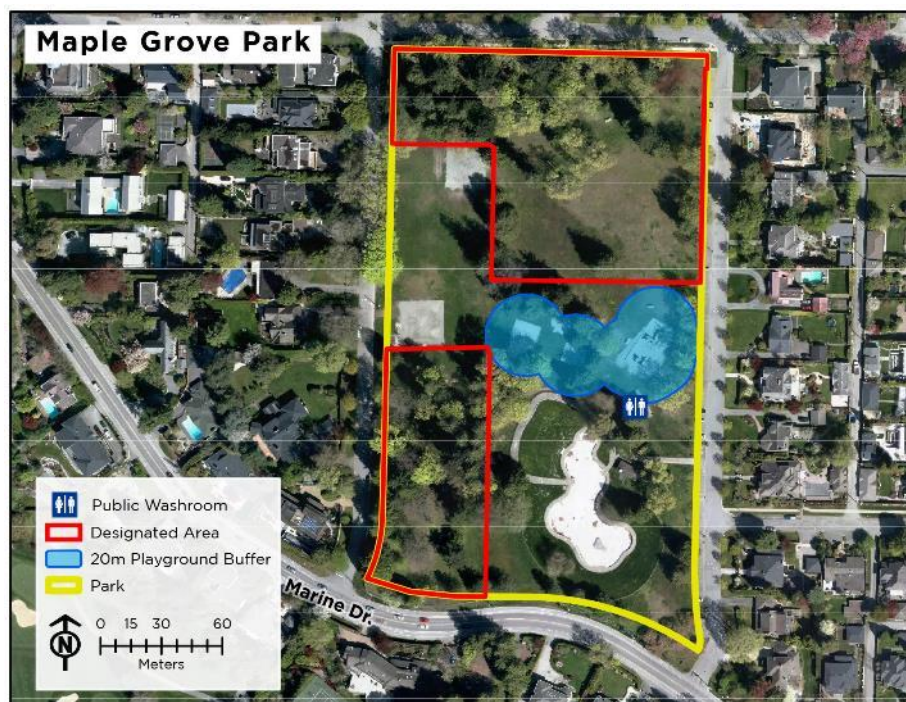 Maple Grove Park
Public Washroom
Designated Area
20m Playground Buffer
Park
N
0 15 30 60
Meters
Marine Dr.